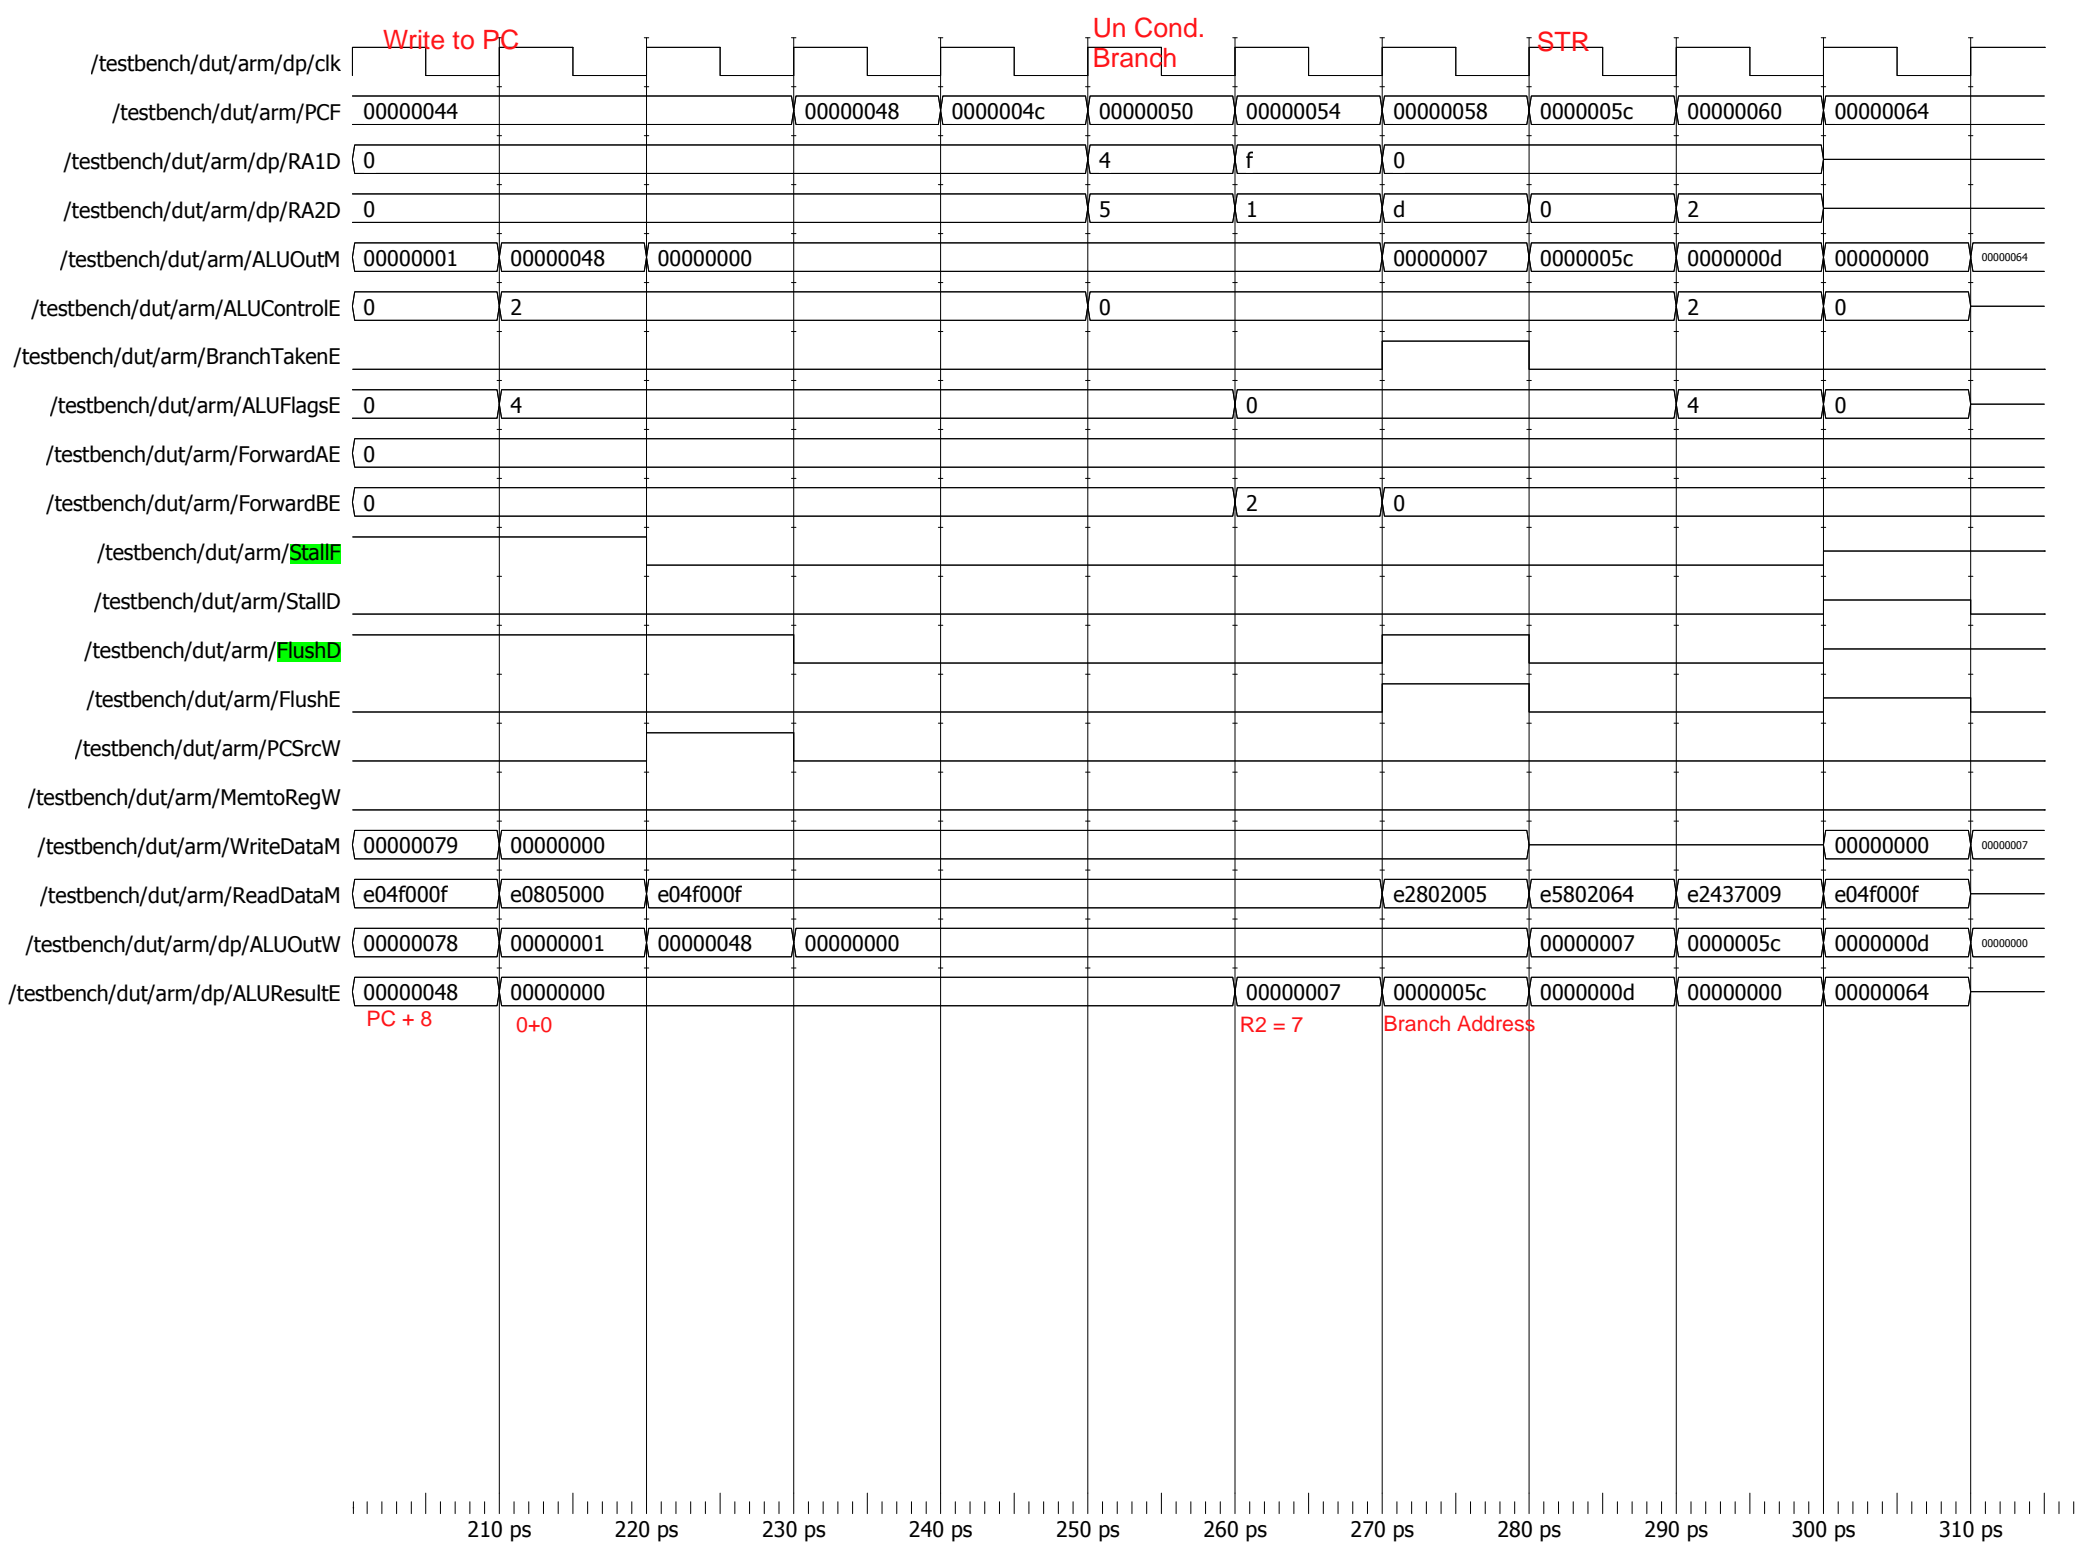 Write to PC
Un Cond.
Branch
STR
/testbench/dut/arm/dp/clk
/testbench/dut/arm/PCF 00000044 00000048 0000004c 00000050 00000054 00000058 0000005c 00000060 00000064
/testbench/dut/arm/dp/RA1D 0 4 f 0
/testbench/dut/arm/dp/RA2D 0 5 1 d 0 2
/testbench/dut/arm/ALUOutM 00000001 00000048 00000000 00000007 0000005c 0000000d 00000000 00000064
/testbench/dut/arm/ALUControlE 0 2 0 2 0
/testbench/dut/arm/BranchTakenE
/testbench/dut/arm/ALUFlagsE 0 4 0 4 0
/testbench/dut/arm/ForwardAE 0
/testbench/dut/arm/ForwardBE 0 2 0
/testbench/dut/arm/StallF
/testbench/dut/arm/StallD
/testbench/dut/arm/FlushD
/testbench/dut/arm/FlushE
/testbench/dut/arm/PCSrcW
/testbench/dut/arm/MemtoRegW
/testbench/dut/arm/WriteDataM 00000079 00000000 00000000 00000007
/testbench/dut/arm/ReadDataM e04f000f e0805000 e04f000f e2802005 e5802064 e2437009 e04f000f
/testbench/dut/arm/dp/ALUOutW 00000078 00000001 00000048 00000000 00000007 0000005c 0000000d 00000000
/testbench/dut/arm/dp/ALUResultE 00000048 00000000 00000007 0000005c 0000000d 00000000 00000064
PC + 8 0+0 R2 = 7 Branch Address
210 ps 220 ps 230 ps 240 ps 250 ps 260 ps 270 ps 280 ps 290 ps 300 ps 310 ps